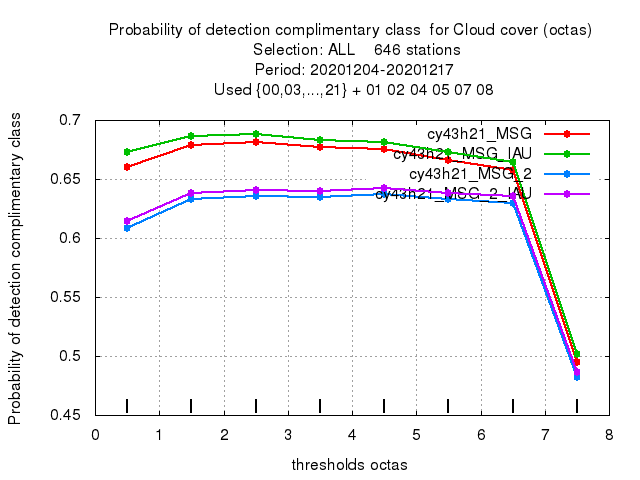 Probability of detection complimentary class  for Cloud cover (octas)
Selection: ALL    646 stations
Period: 20201204-20201217
Used {00,03,...,21} + 01 02 04 05 07 08
Probability of detection complimentary class
0.7
0.65
0.6
0.55
0.5
0.45
cy43h21_MSG
cy43h21_MSG_IAU
cy43h21_MSG_2
cy43h21_MSG_2_IAU
0 1 2 3 4 5 6 7 8
thresholds octas